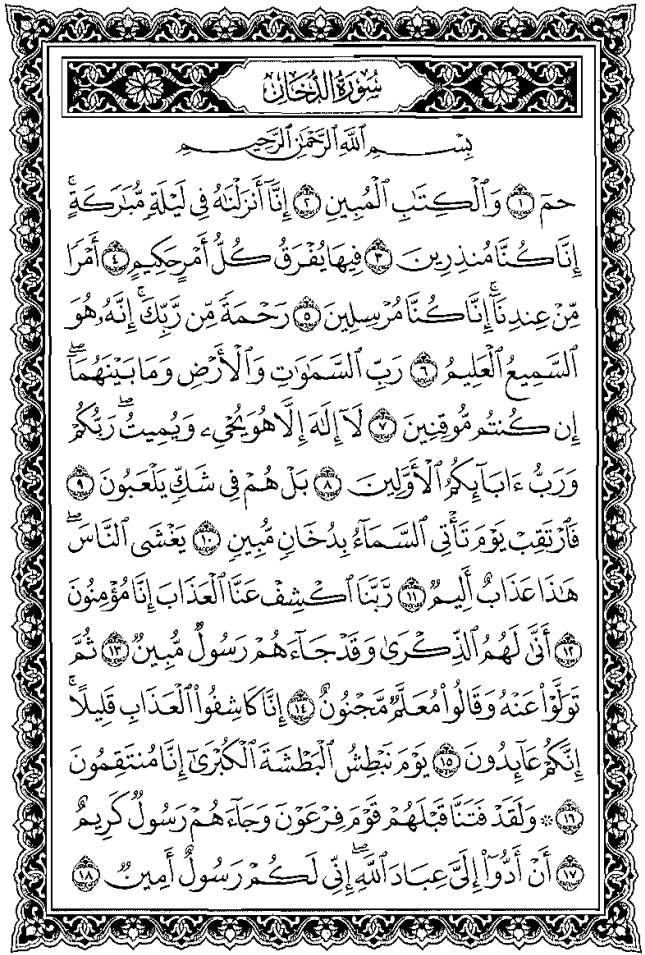 سُورَةُ الدُّخَانِ
بِسْمِ ٱللَّهِ ٱلرَّحْمَٰنِ ٱلرَّحِيمِ
حمٓ ١ وَٱلْكِتَٰبِ ٱلْمُبِينِ ٢ إِنَّآ أَنزَلْنَٰهُ فِى لَيْلَةٍ مُّبَٰرَكَةٍ ۚ
إِنَّا كُنَّا مُنذِرِينَ ٣ فِيهَا يُفْرَقُ كُلُّ أَمْرٍ حَكِيمٍ ٤ أَمْرًا
مِّنْ عِندِنَآ ۚ إِنَّا كُنَّا مُرْسِلِينَ ٥ رَحْمَةً مِّن رَّبِّكَ ۚ إِنَّهُۥ هُوَ
ٱلسَّمِيعُ ٱلْعَلِيمُ ٦ رَبِّ ٱلسَّمَٰوَٰتِ وَٱلْأَرْضِ وَمَا بَيْنَهُمَآ ۖ
إِن كُنتُم مُّوقِنِينَ ٧ لَآ إِلَٰهَ إِلَّا هُوَ يُحْىِۦ وَيُمِيتُ ۖ رَبُّكُمْ
وَرَبُّ ءَابَآئِكُمُ ٱلْأَوَّلِينَ ٨ بَلْ هُمْ فِى شَكٍّ يَلْعَبُونَ ٩
فَٱرْتَقِبْ يَوْمَ تَأْتِى ٱلسَّمَآءُ بِدُخَانٍ مُّبِينٍ ١٠ يَغْشَى ٱلنَّاسَ ۖ
هَٰذَا عَذَابٌ أَلِيمٌ ١١ رَّبَّنَا ٱكْشِفْ عَنَّا ٱلْعَذَابَ إِنَّا مُؤْمِنُونَ
١٢ أَنَّىٰ لَهُمُ ٱلذِّكْرَىٰ وَقَدْ جَآءَهُمْ رَسُولٌ مُّبِينٌ ١٣ ثُمَّ
تَوَلَّوْا۟ عَنْهُ وَقَالُوا۟ مُعَلَّمٌ مَّجْنُونٌ ١٤ إِنَّا كَاشِفُوا۟ ٱلْعَذَابِ قَلِيلًا ۚ
إِنَّكُمْ عَآئِدُونَ ١٥ يَوْمَ نَبْطِشُ ٱلْبَطْشَةَ ٱلْكُبْرَىٰٓ إِنَّا مُنتَقِمُونَ
١٦ ۞ وَلَقَدْ فَتَنَّا قَبْلَهُمْ قَوْمَ فِرْعَوْنَ وَجَآءَهُمْ رَسُولٌ كَرِيمٌ
١٧ أَنْ أَدُّوٓا۟ إِلَىَّ عِبَادَ ٱللَّهِ ۖ إِنِّى لَكُمْ رَسُولٌ أَمِينٌ ١٨